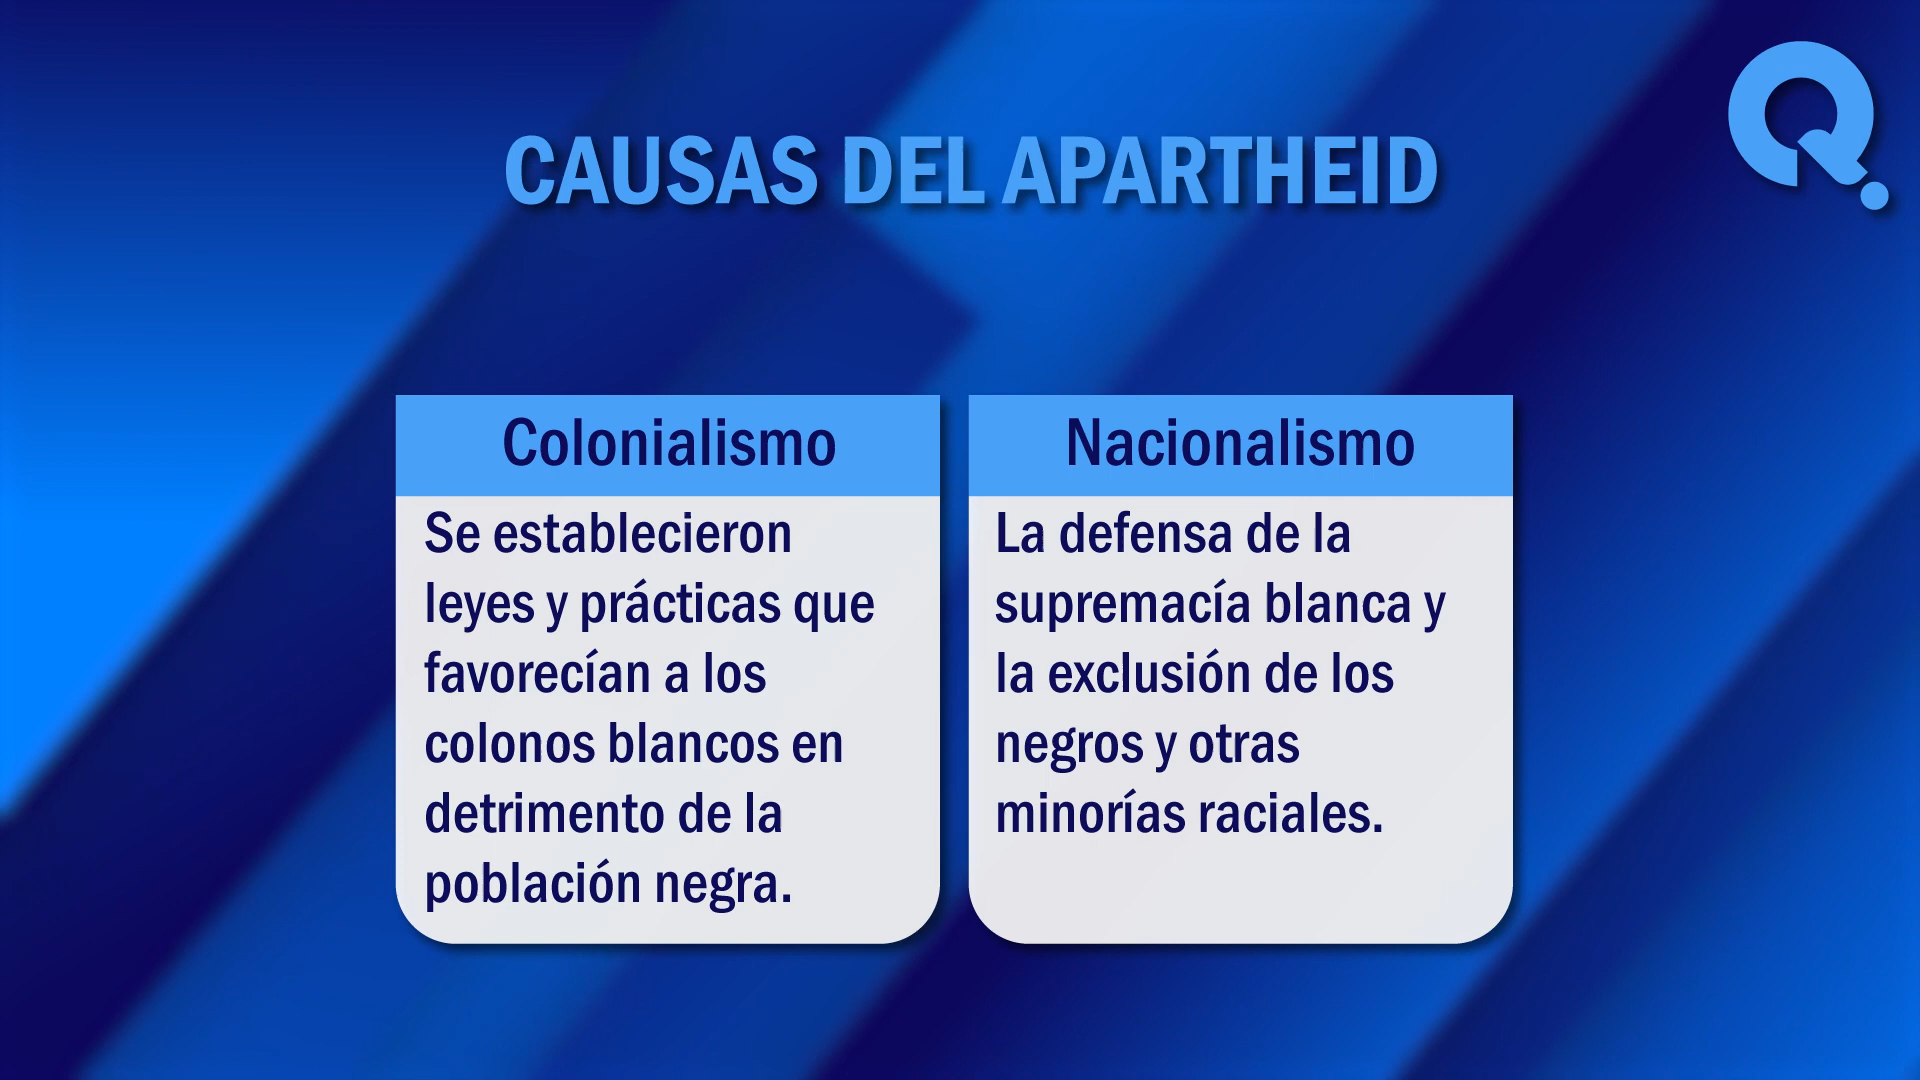 CAUSAS DEL APARTHEID
Q.
Colonialismo
Se establecieron
leyes y prácticas que
favorecían a los
colonos blancos en
detrimento de la
población negra.
Nacionalismo
La defensa de la
supremacía blanca y
la exclusión de los
negros y otras
minorías raciales.